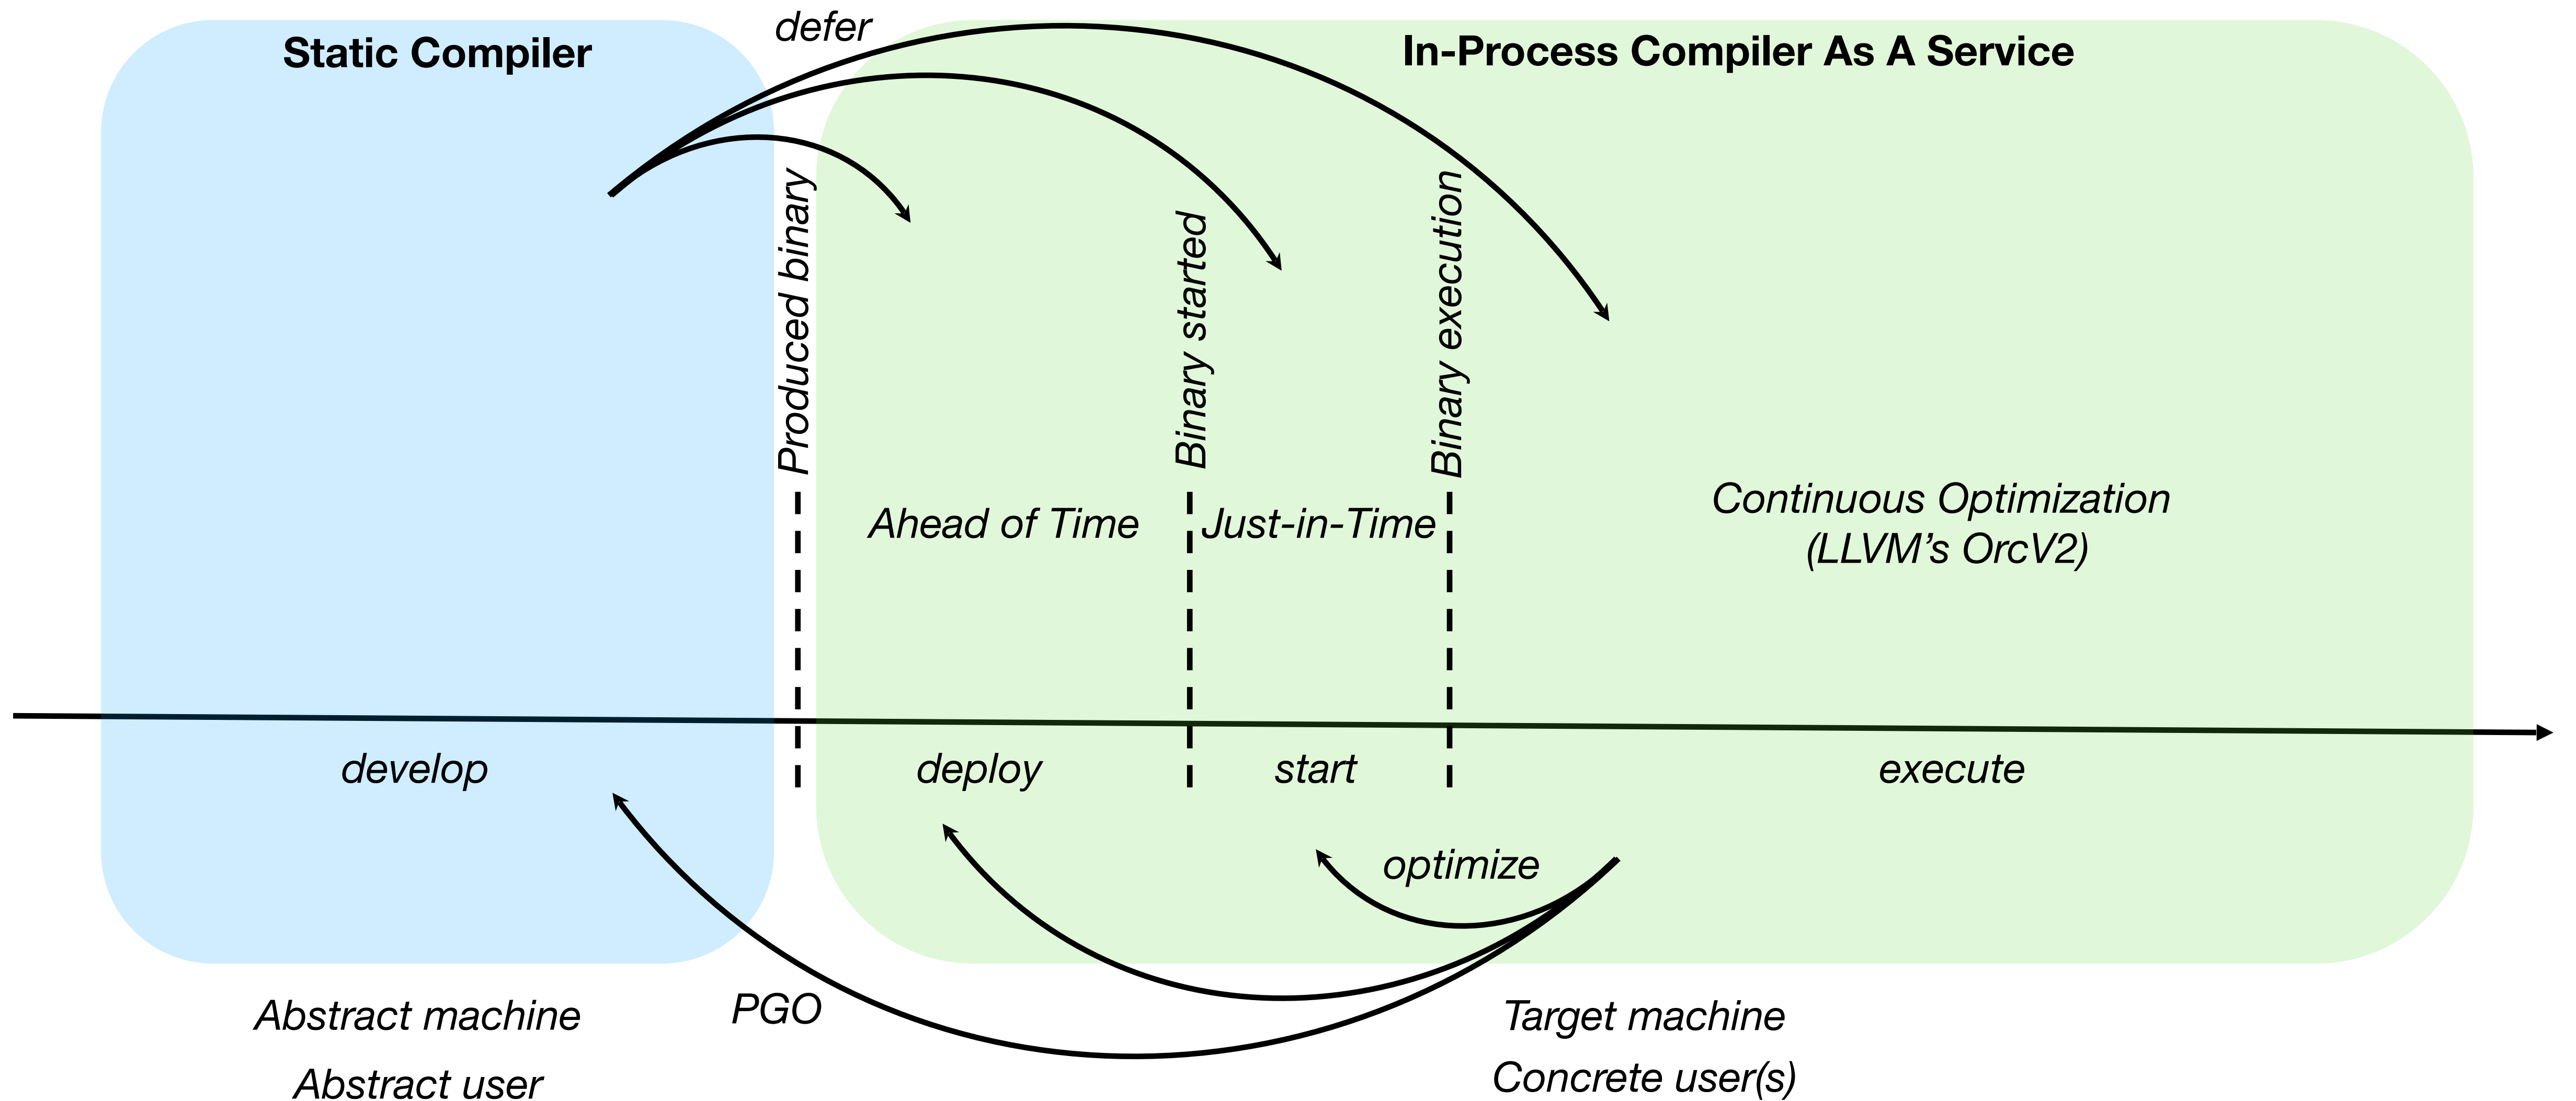 defer
Static Compiler
In-Process Compiler As A Service
Produced binary
Binary started
Binary execution
Ahead of Time
Just-in-Time
Continuous Optimization
(LLVM’s OrcV2)
develop
deploy
start
execute
optimize
PGO
Abstract machine
Abstract user
Target machine
Concrete user(s)